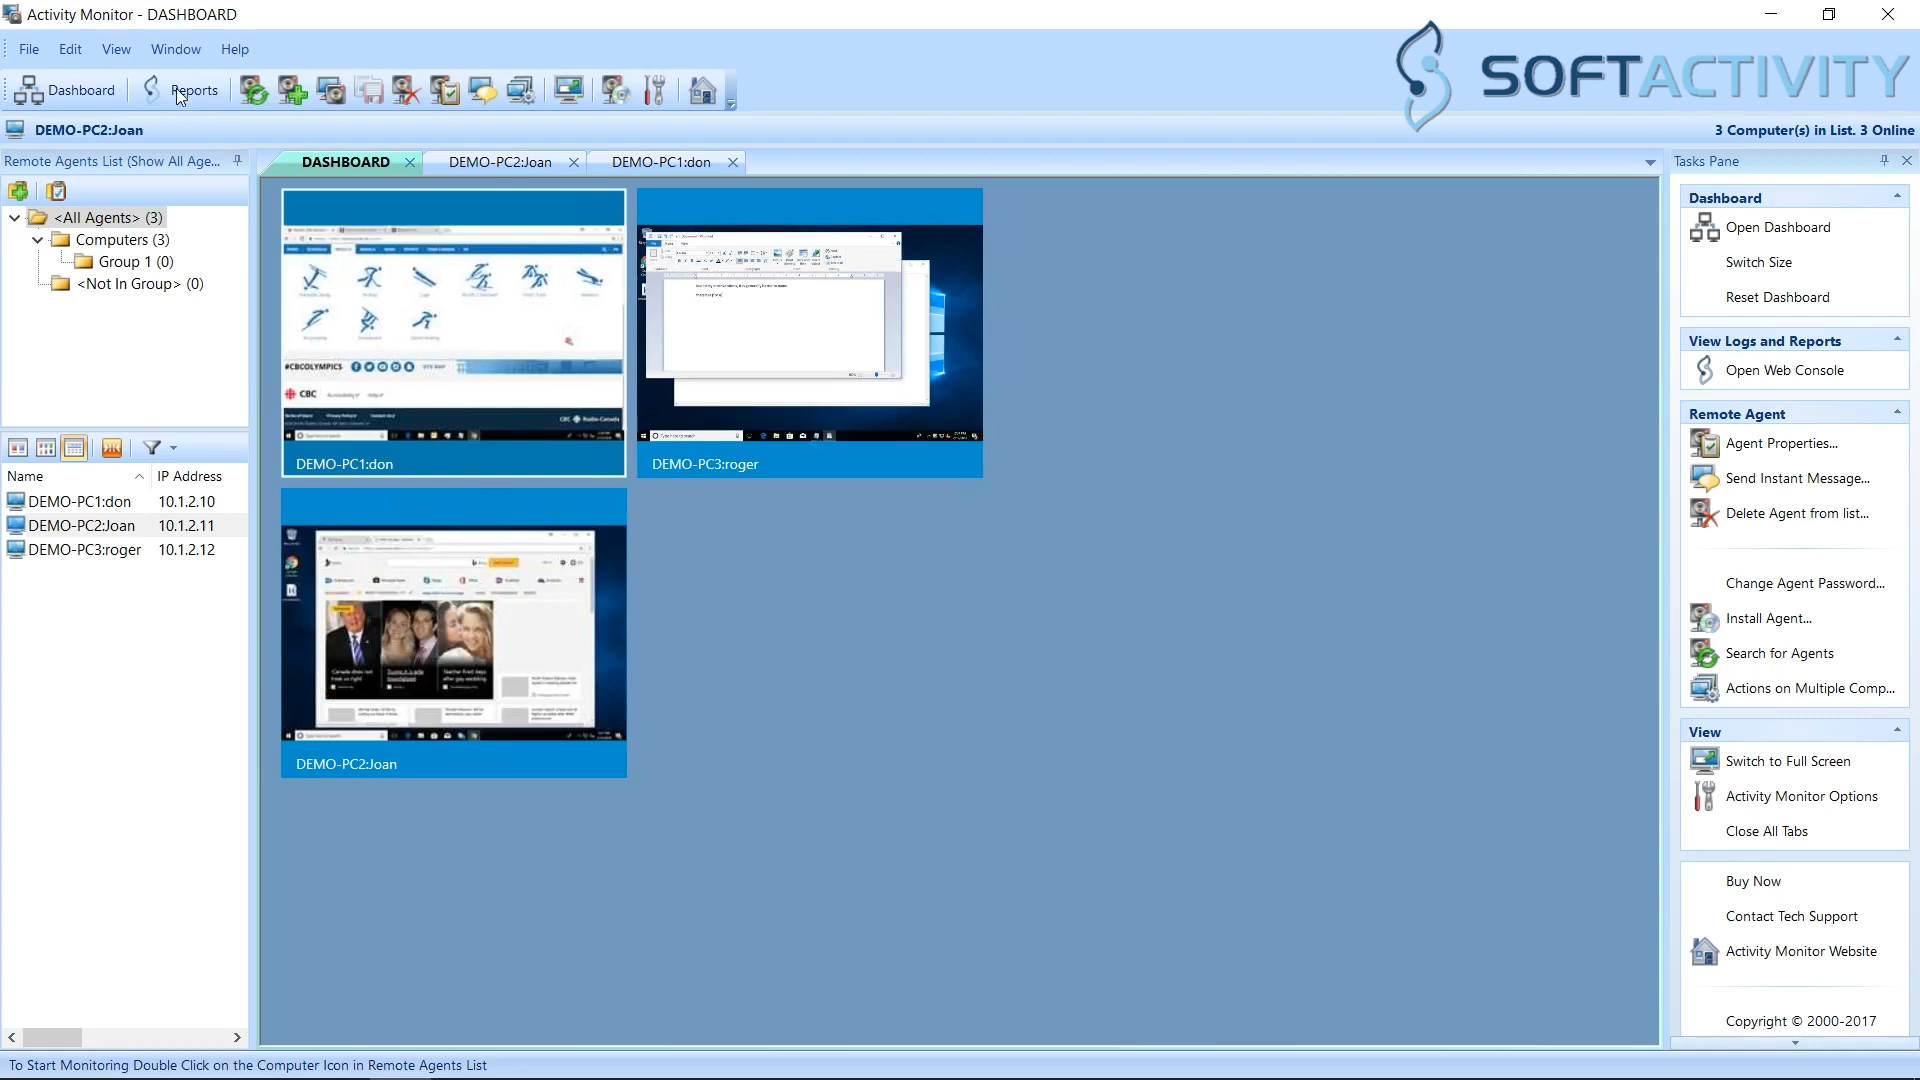 Activity Monitor - DASHBOARD
File Edit View Window Help
SOFTACTIVITY
Dashboard Reports
DEMO-PC2:Joan
3 Computer(s) in List. 3 Online
Remote Agents List (Show All Age...
DASHBOARD DEMO-PC2:Joan DEMO-PC1:don
Tasks Pane
<All Agents> (3)
Computers (3)
Group 1 (0)
<Not In Group> (0)
Name IP Address
DEMO-PC1:don 10.1.2.10
DEMO-PC2:Joan 10.1.2.11
DEMO-PC3:roger 10.1.2.12
#CBCOLYMPICS
CBC
DEMO-PC1:don
DEMO-PC3:roger
DEMO-PC2:Joan
Dashboard
Open Dashboard
Switch Size
Reset Dashboard
View Logs and Reports
Open Web Console
Remote Agent
Agent Properties...
Send Instant Message...
Delete Agent from list...
Change Agent Password...
Install Agent...
Search for Agents
Actions on Multiple Comp...
View
Switch to Full Screen
Activity Monitor Options
Close All Tabs
Buy Now
Contact Tech Support
Activity Monitor Website
Copyright © 2000-2017
To Start Monitoring Double Click on the Computer Icon in Remote Agents List